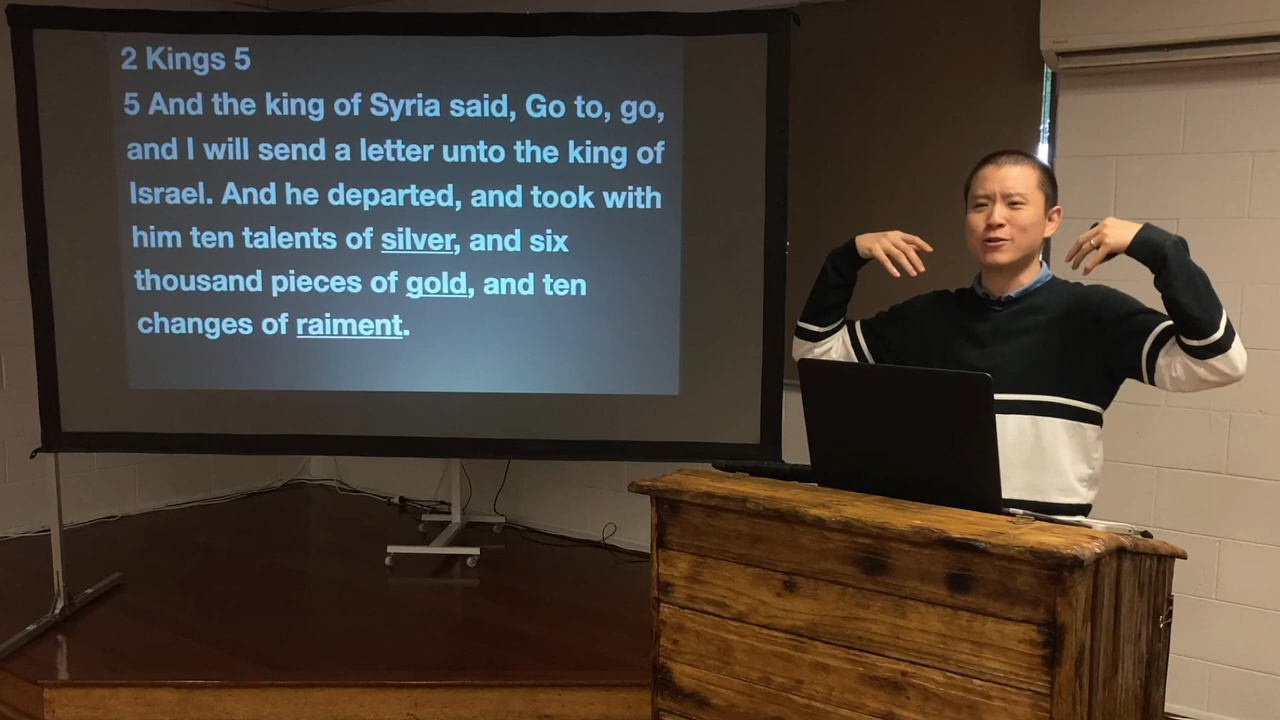 2 Kings 5
5 And the king of Syria said, Go to, go,
and I will send a letter unto the king of
Israel. And he departed, and took with
him ten talents of silver, and six
thousand pieces of gold, and ten
changes of raiment.